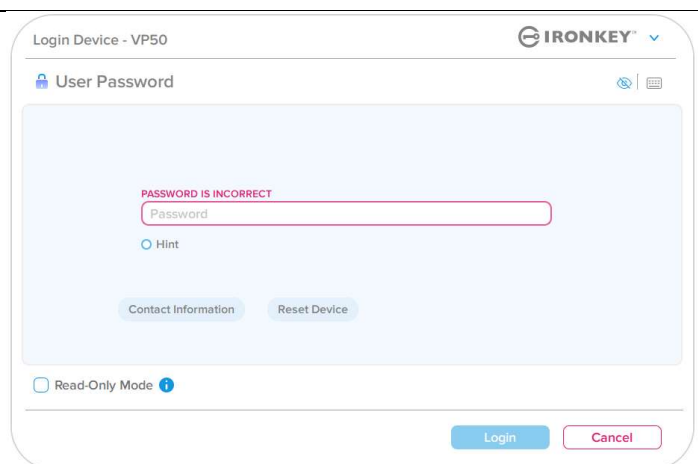 Login Device - VP50
IRONKEY™
User Password
PASSWORD IS INCORRECT
Password
Hint
Contact Information Reset Device
Read-Only Mode
Login Cancel